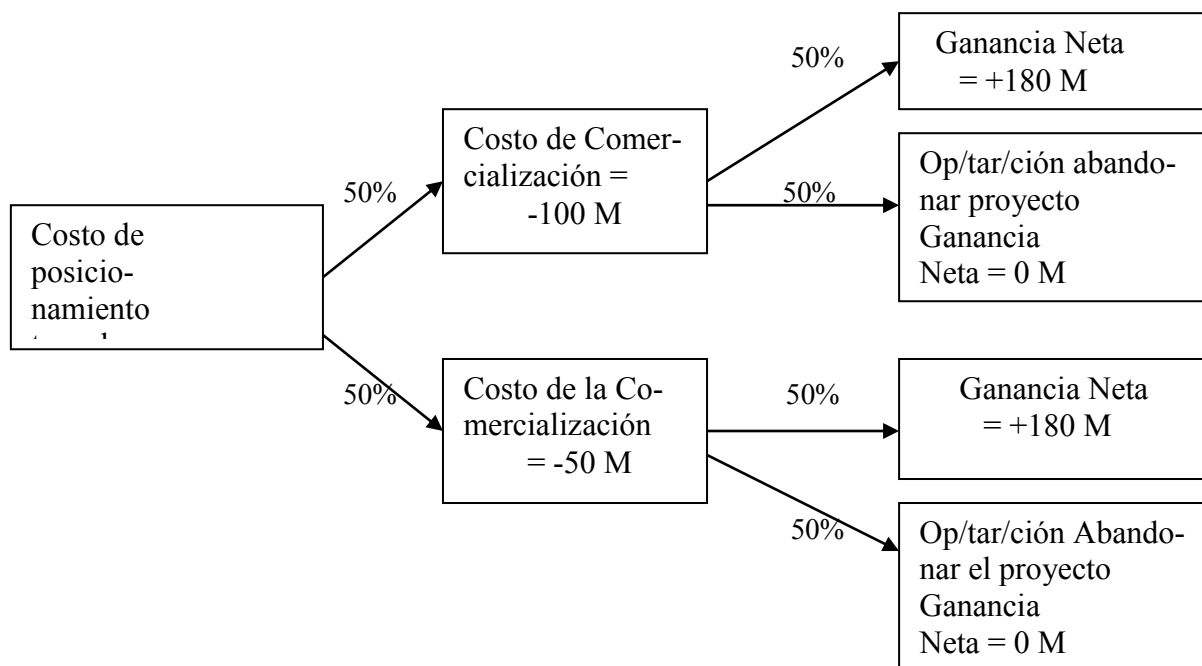 Costo de
posicio-
namiento
50%
50%
Costo de Comer-
cialización =
-100 M
50%
50%
Ganancia Neta
= +180 M
Op/tar/ción abando-
nar proyecto
Ganancia
Neta = 0 M
Costo de la Co-
mercialización
= -50 M
50%
50%
Ganancia Neta
= +180 M
Op/tar/ción Abando-
nar el proyecto
Ganancia
Neta = 0 M